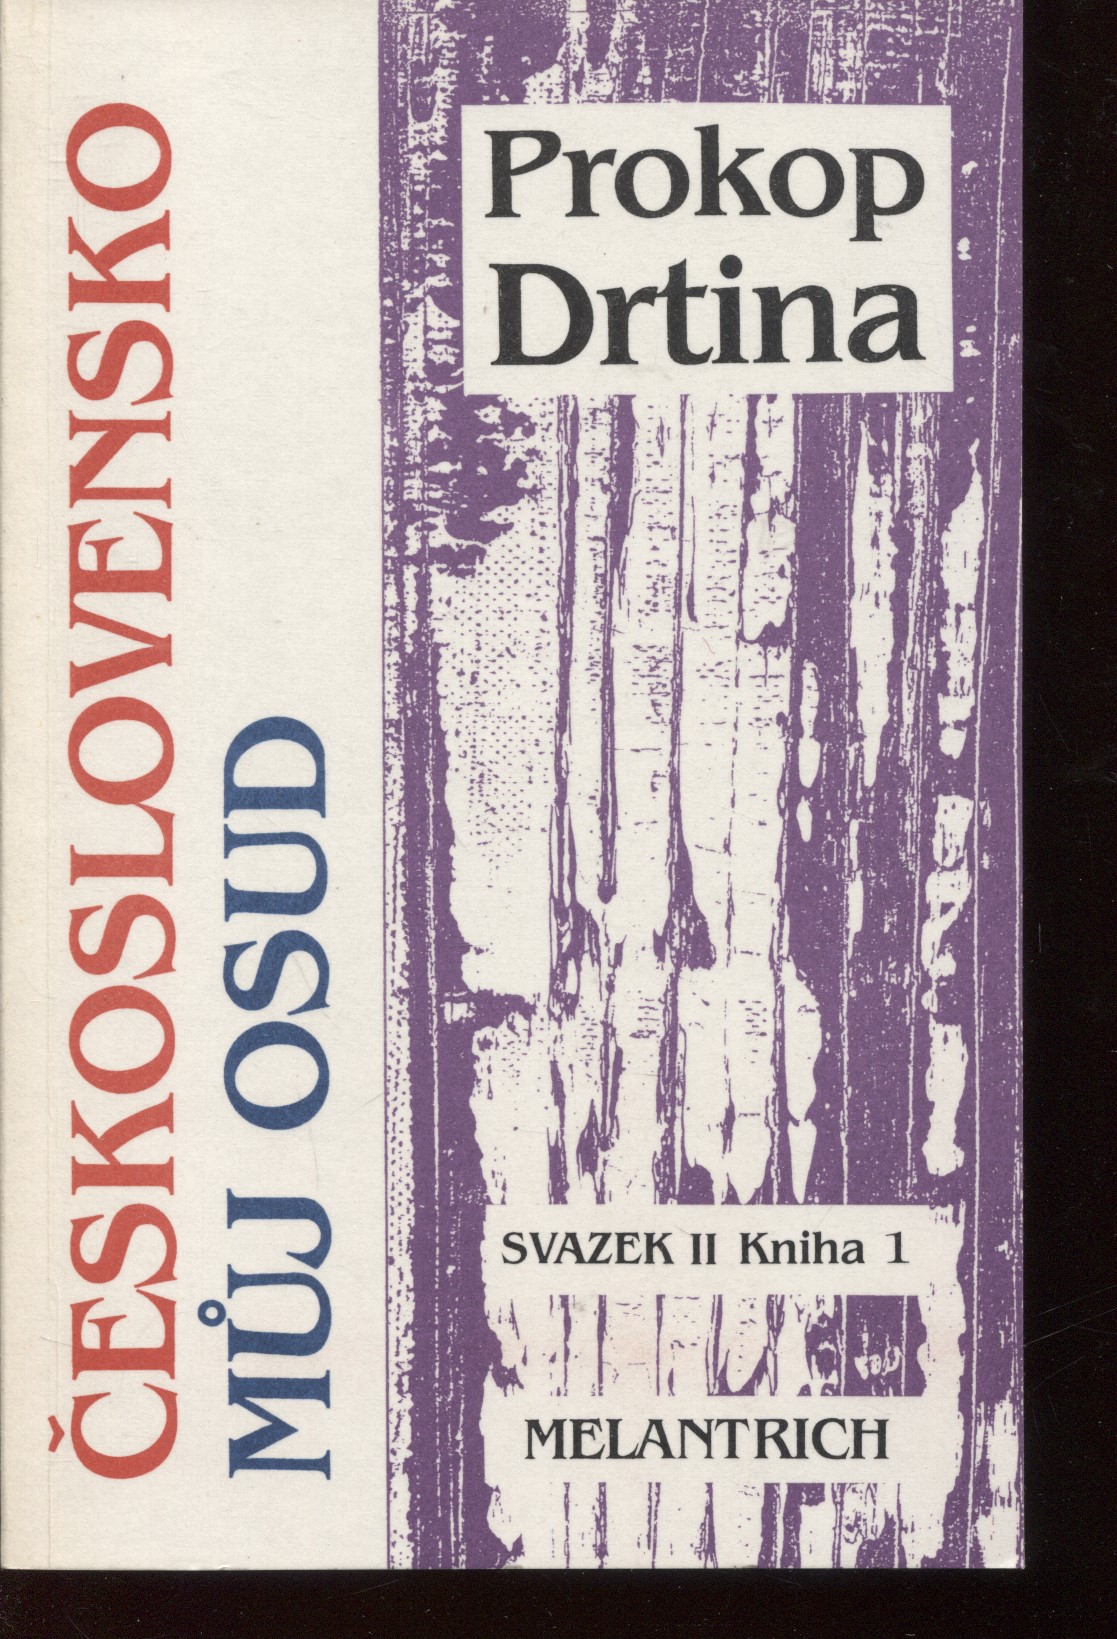 ČESKOSLOVENSKO
MŮJ OSUD
Prokop
Drtina
SVAZEK II Kniha 1
MELANTRICH